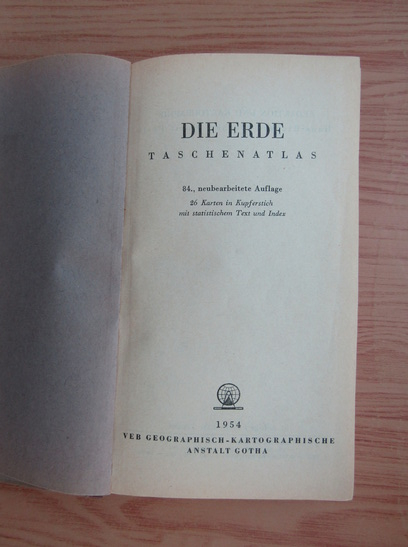 DIE ERDE
TASCHENATLAS
84., neubearbeitete Auflage
26 Karten in Kupferstich
mit statistischem Text und Index
1954
VEB GEOGRAPHISCH-KARTOGRAPHISCHE
ANSTALT GOTHA